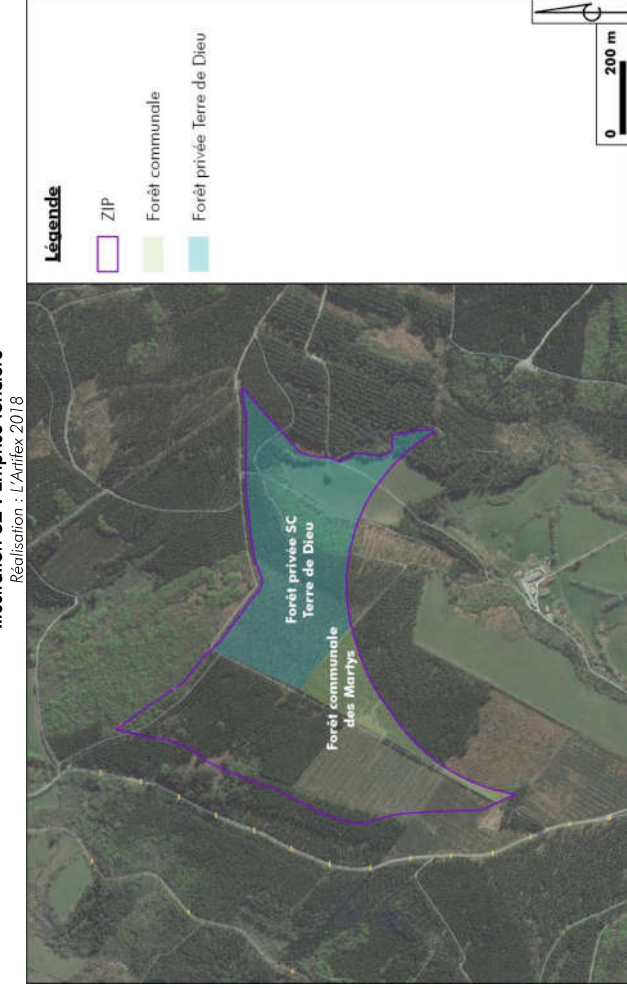 Réalisation : L'Artifex 2018
Légende
ZIP
Forêt communale
Forêt privée Terre de Dieu
Forêt privée SC
Terre de Dieu
Forêt communale
des Martys
0 200 m